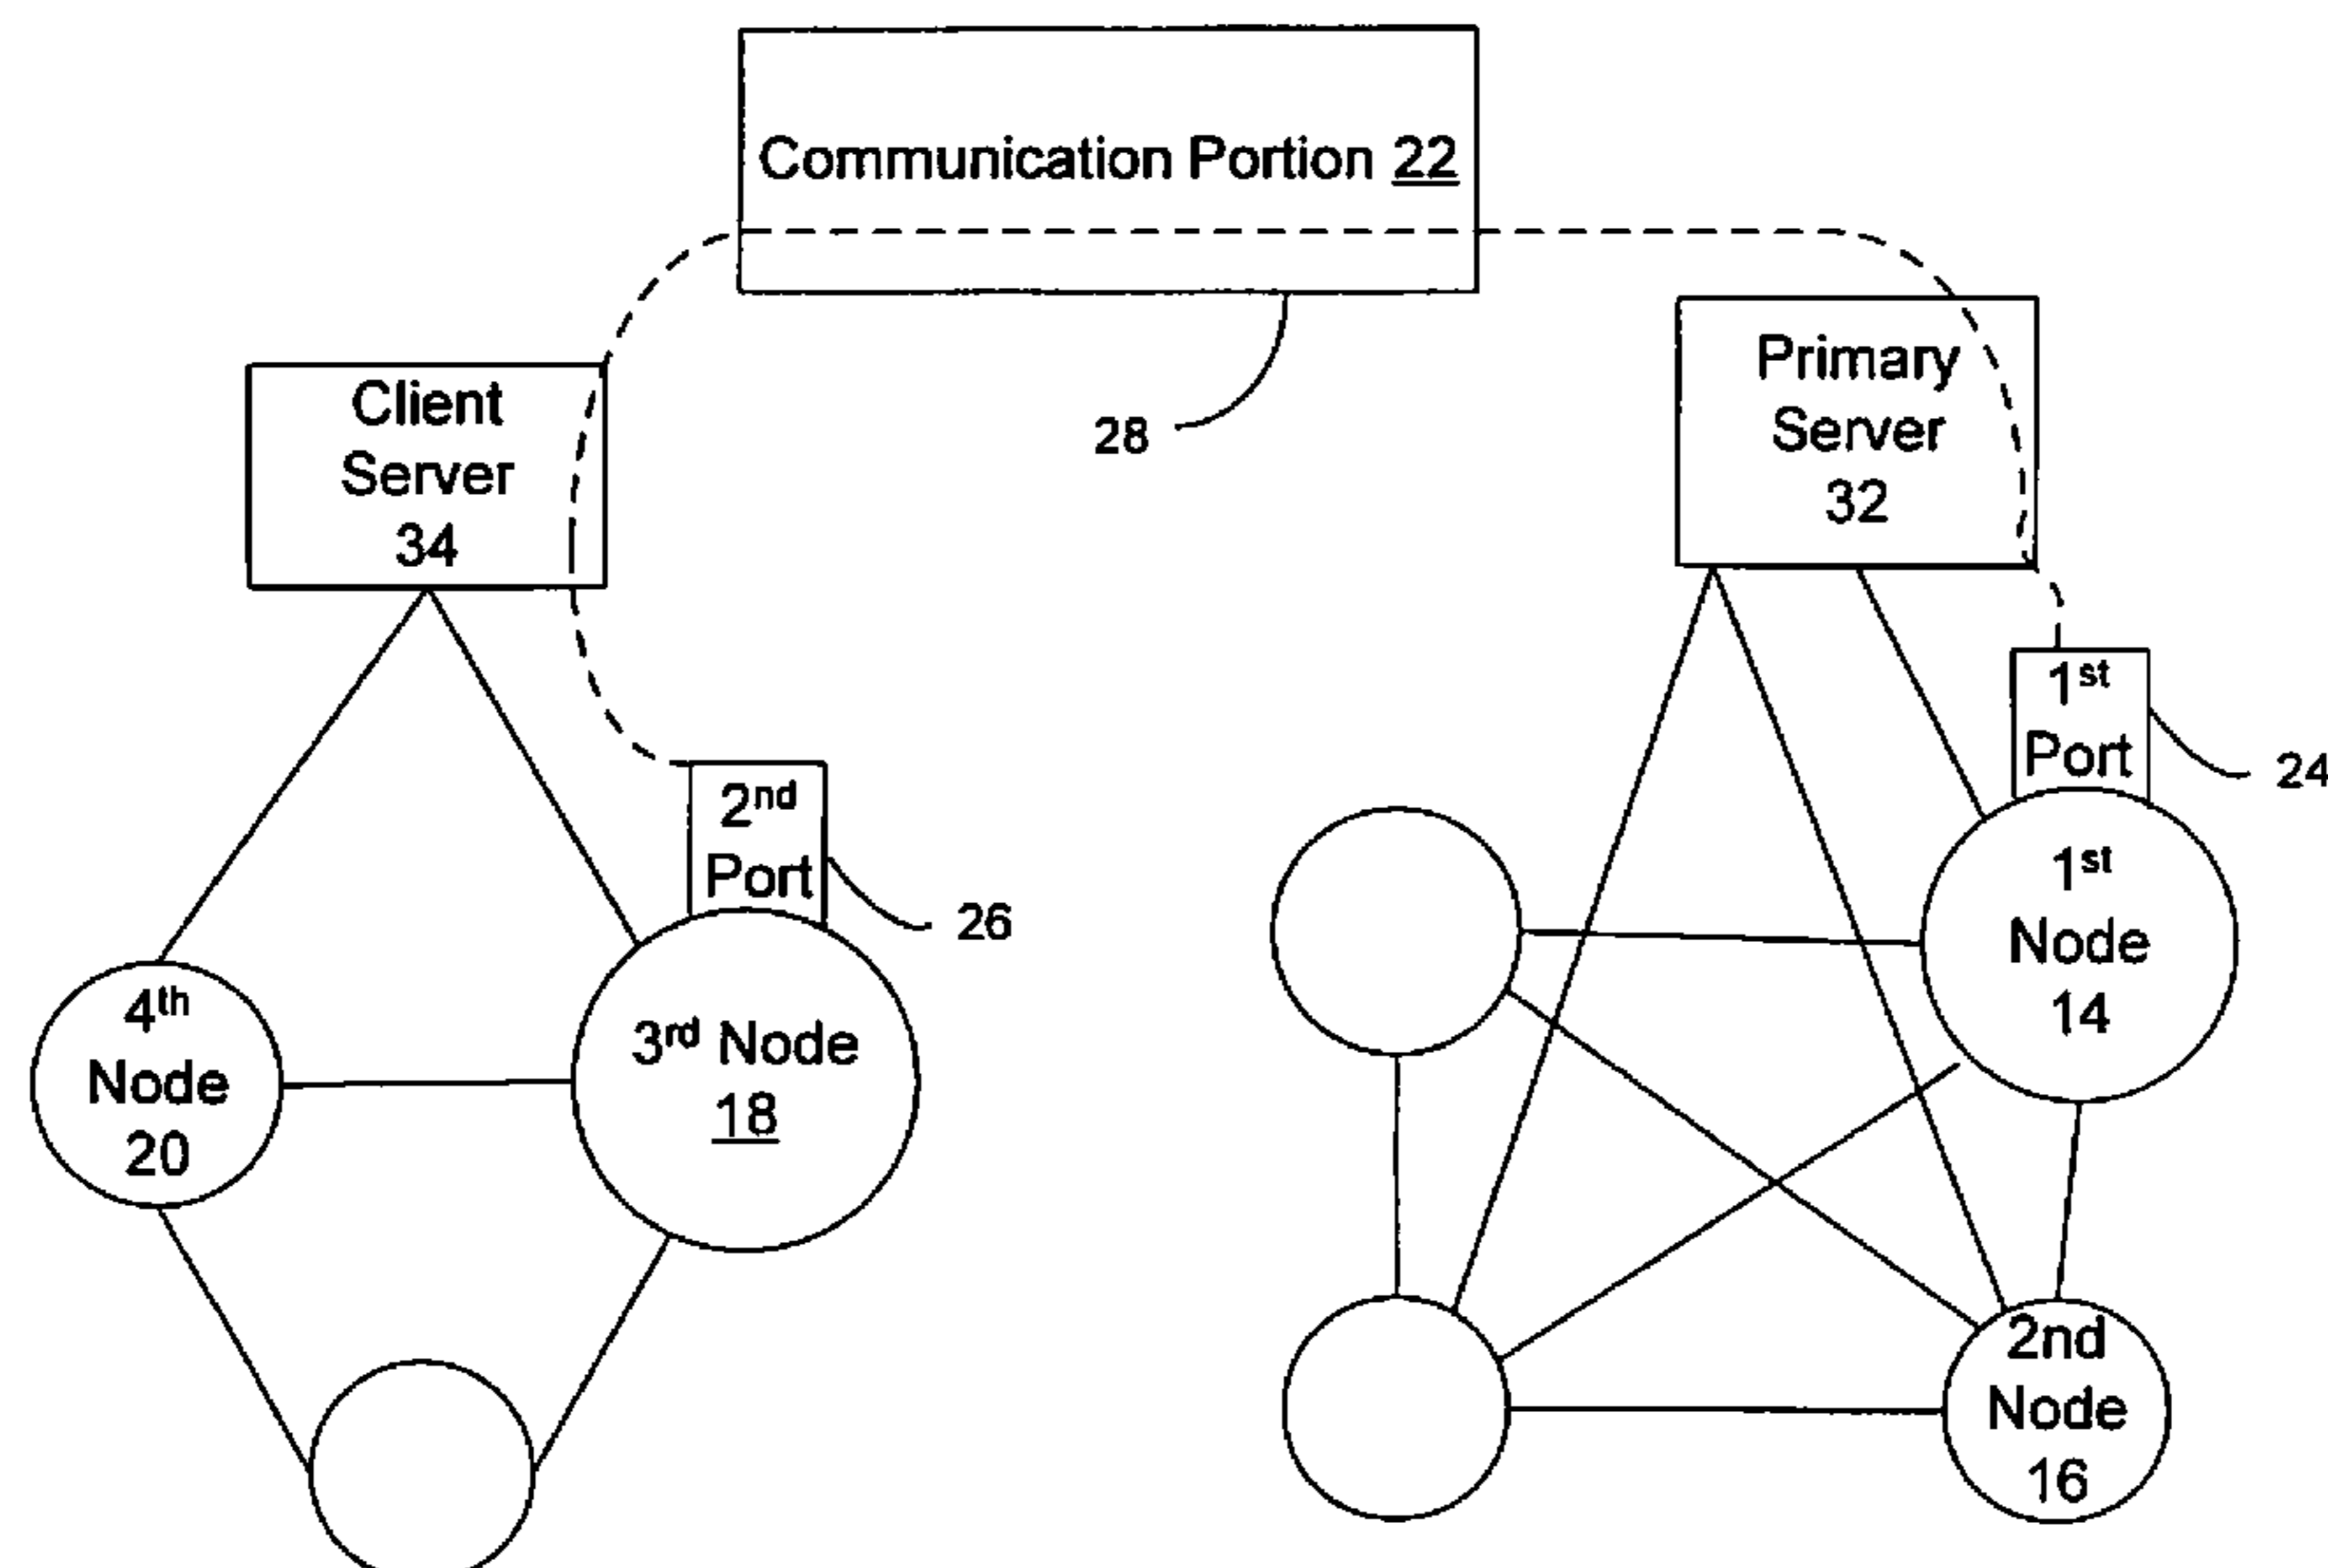 Communication Portion 22
28
Client
Server
34
Primary
Server
32
1st
Port
24
2nd
Port
26
1st
Node
14
4th
Node
20
3rd Node
18
2nd
Node
16